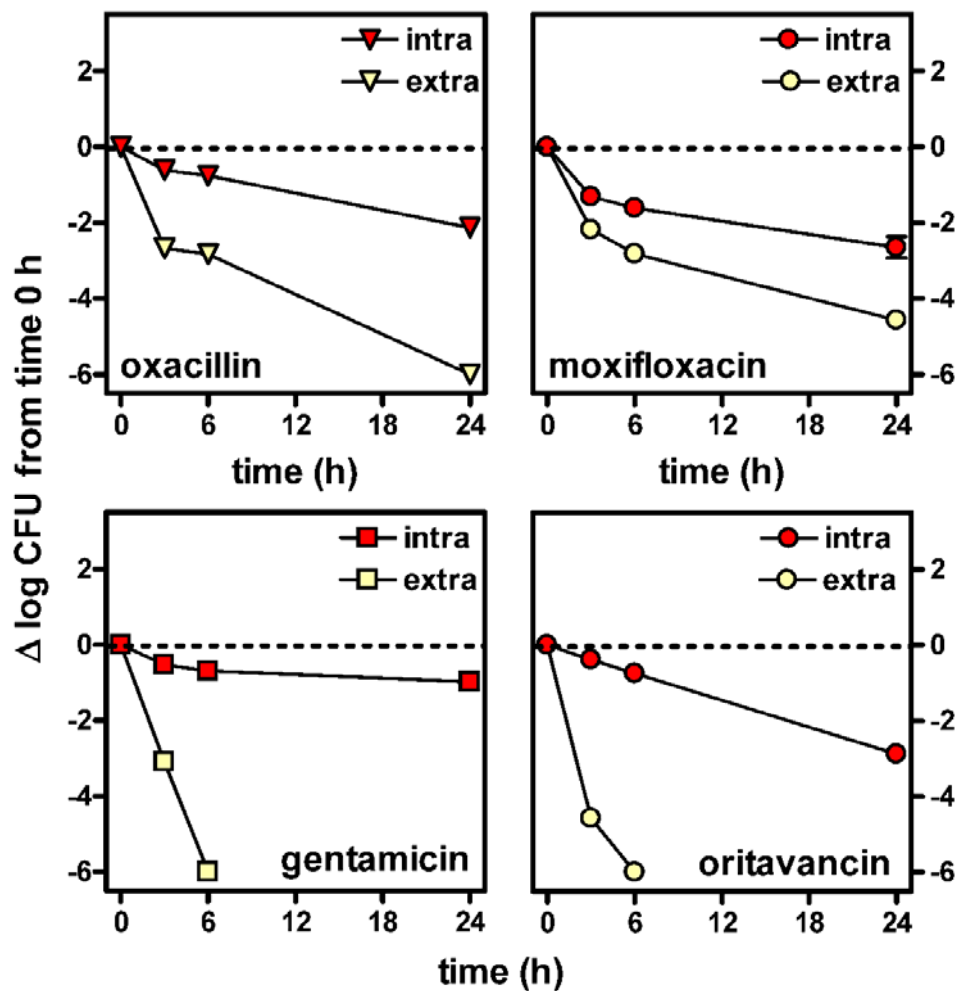 Δ log CFU from time 0 h
intra
extra
2
0
-2
-4
-6
oxacillin
0 6 12 18 24
time (h)
intra
extra
2
0
-2
-4
-6
moxifloxacin
0 6 12 18 24
time (h)
intra
extra
2
0
-2
-4
-6
gentamicin
0 6 12 18 24
intra
extra
2
0
-2
-4
-6
oritavancin
0 6 12 18 24
time (h)